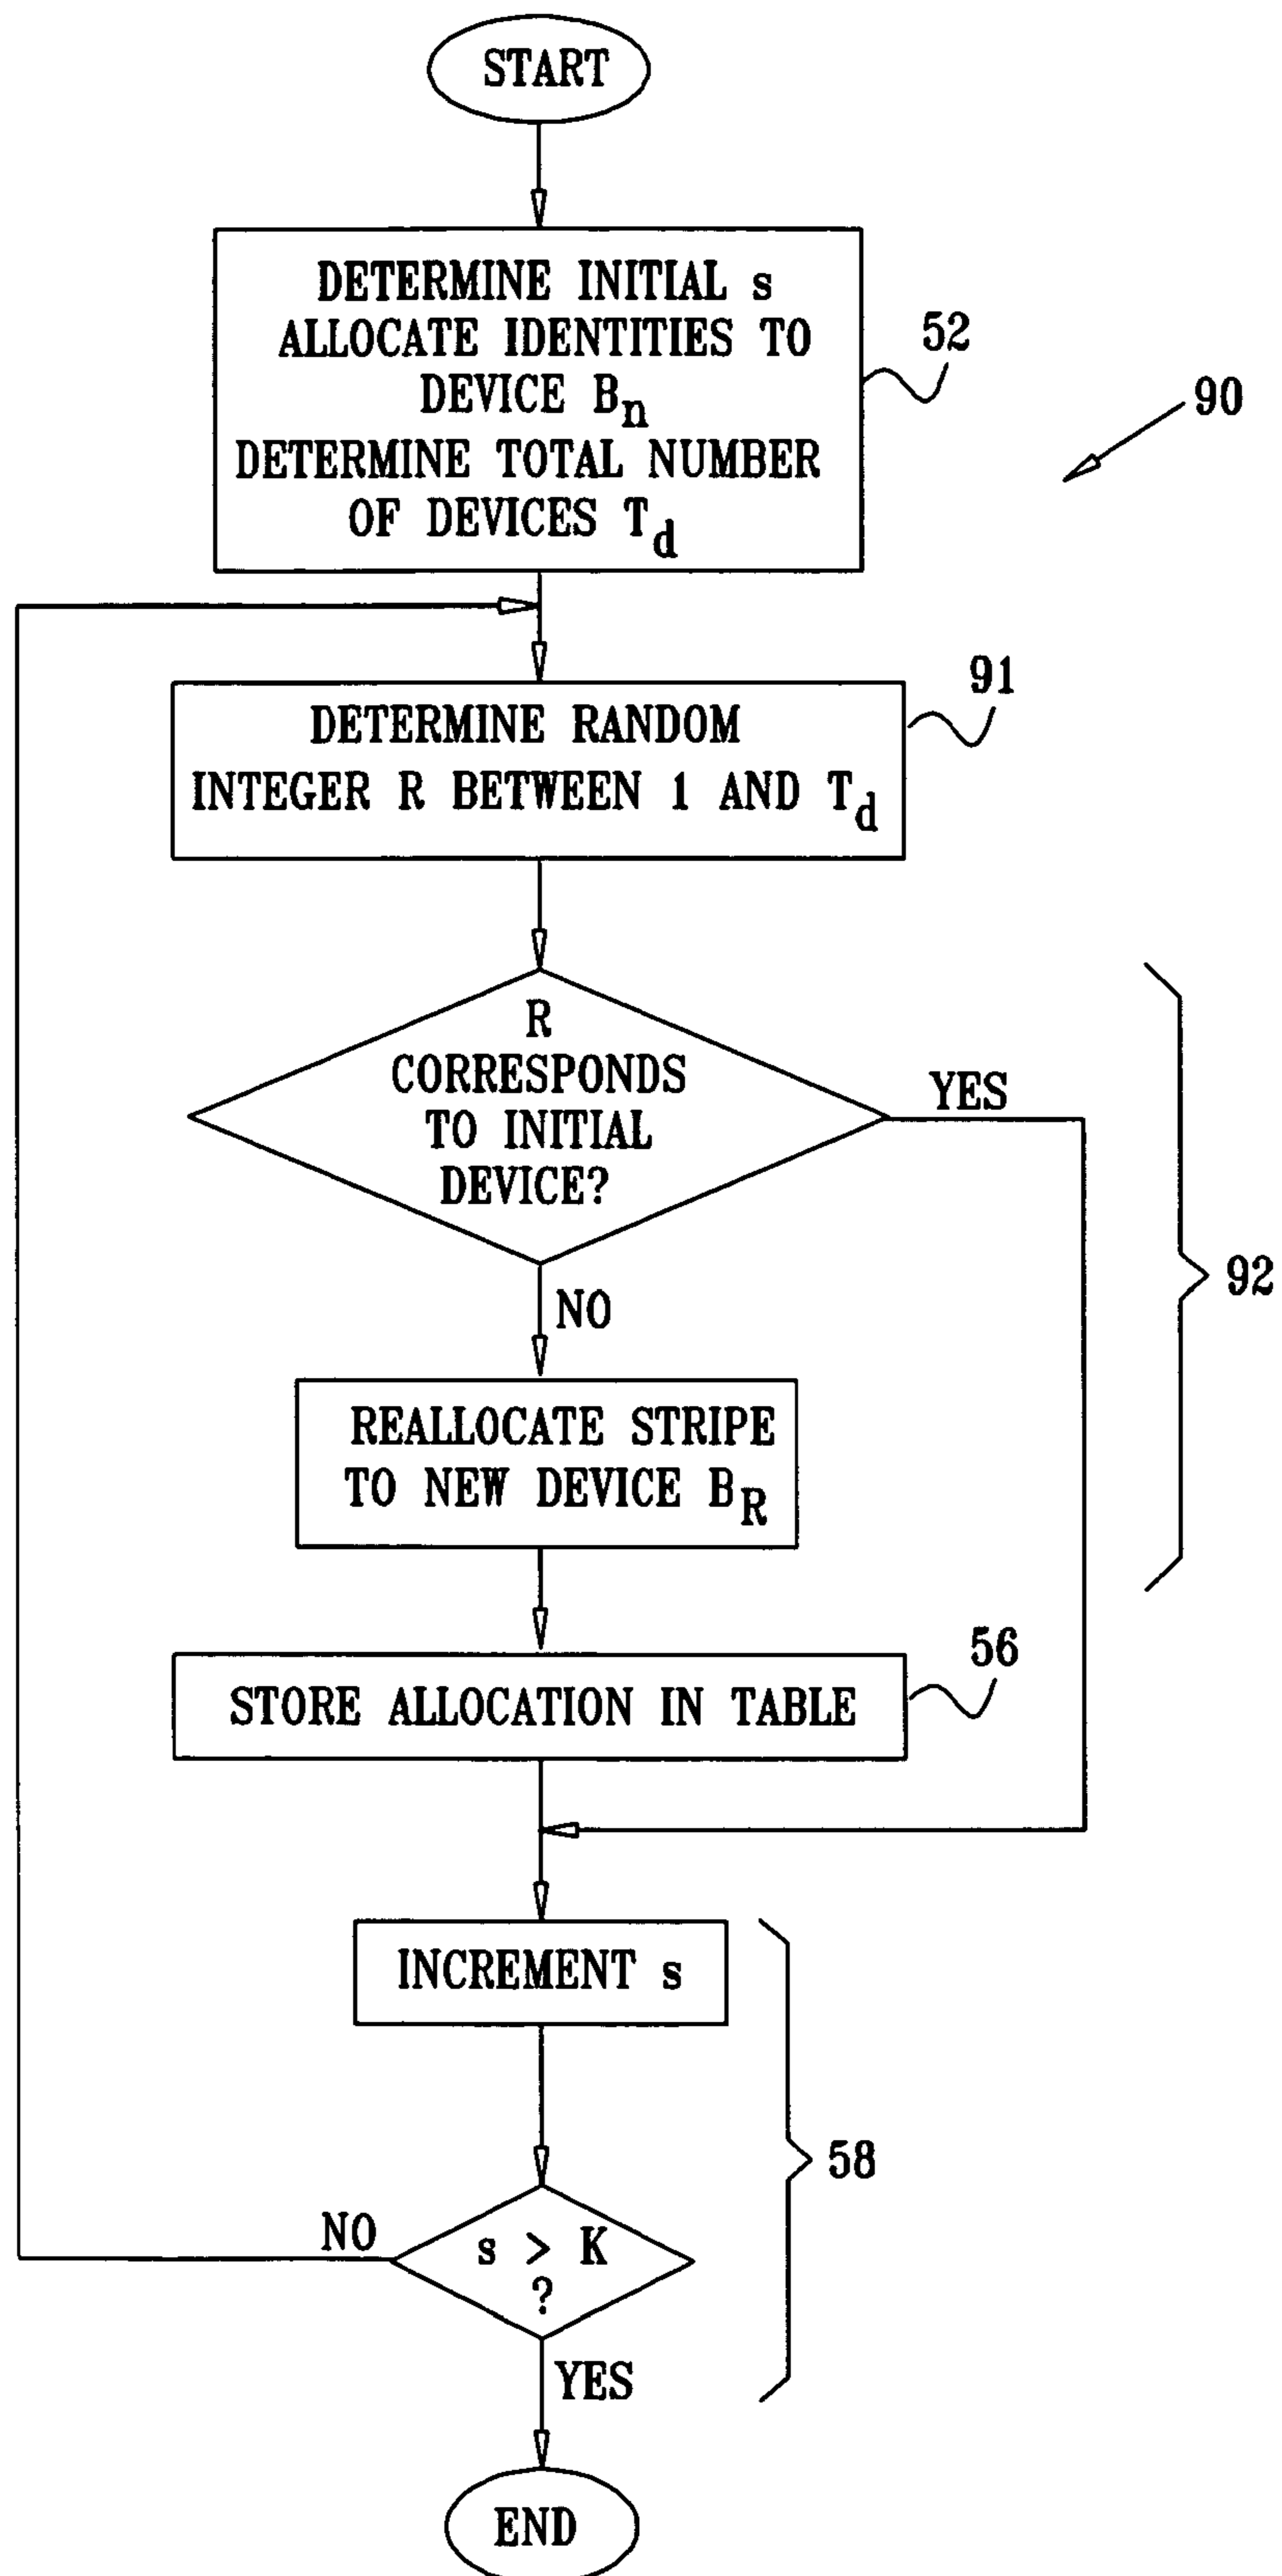 START
DETERMINE INITIAL s
ALLOCATE IDENTITIES TO
DEVICE Bn
DETERMINE TOTAL NUMBER
OF DEVICES Td
52
90
91
DETERMINE RANDOM
INTEGER R BETWEEN 1 AND Td
R
CORRESPONDS
TO INITIAL
DEVICE?
YES
92
NO
REALLOCATE STRIPE
TO NEW DEVICE BR
56
STORE ALLOCATION IN TABLE
INCREMENT s
58
NO
s > K
?
YES
END